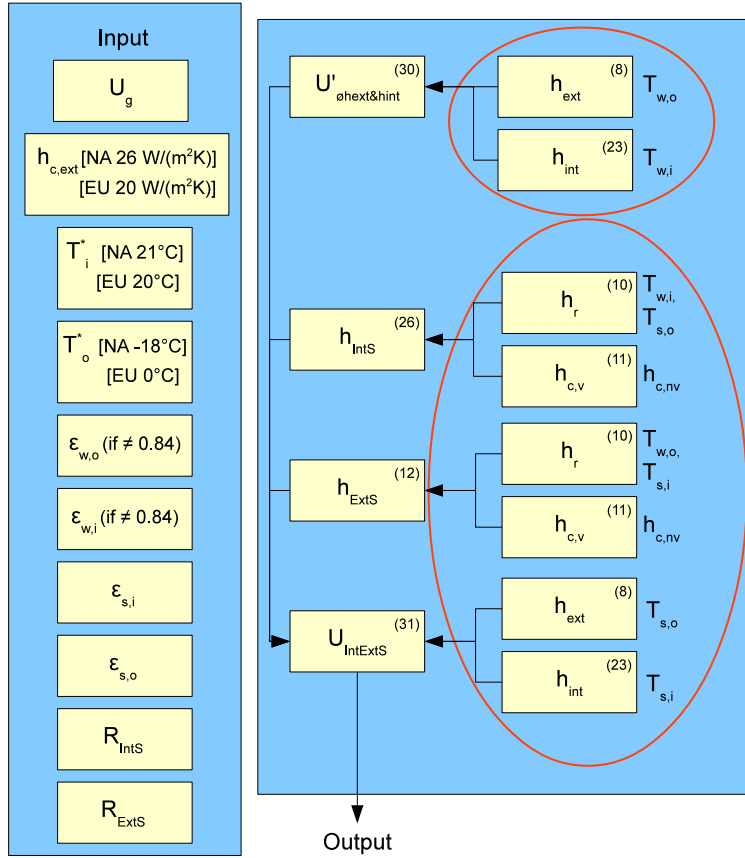 Input
U_g
h_c,ext [NA 26 W/(m²K)]
[EU 20 W/(m²K)]
T*_i [NA 21°C]
[EU 20°C]
T*_o [NA -18°C]
[EU 0°C]
ε_w,o (if ≠ 0.84)
ε_w,i (if ≠ 0.84)
ε_s,i
ε_s,o
R_IntS
R_ExtS
U'_øhext&hint (30)
h_ext (8) T_w,o
h_int (23) T_w,i
h_IntS (26)
h_r (10) T_w,i,
T_s,o
h_c,v (11) h_c,nv
h_ExtS (12)
h_r (10) T_w,o,
T_s,i
h_c,v (11) h_c,nv
U_IntExtS (31)
h_ext (8) T_s,o
h_int (23) T_s,i
Output